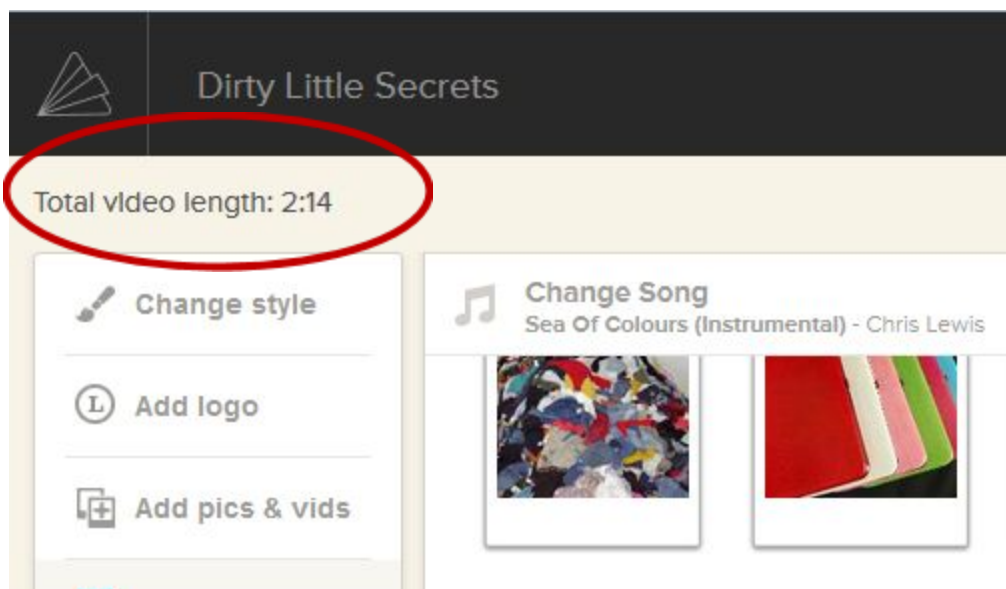 Dirty Little Secrets
Total video length: 2:14
Change style
L
Add logo
Add pics & vids
Change Song
Sea Of Colours (Instrumental) - Chris Lewis